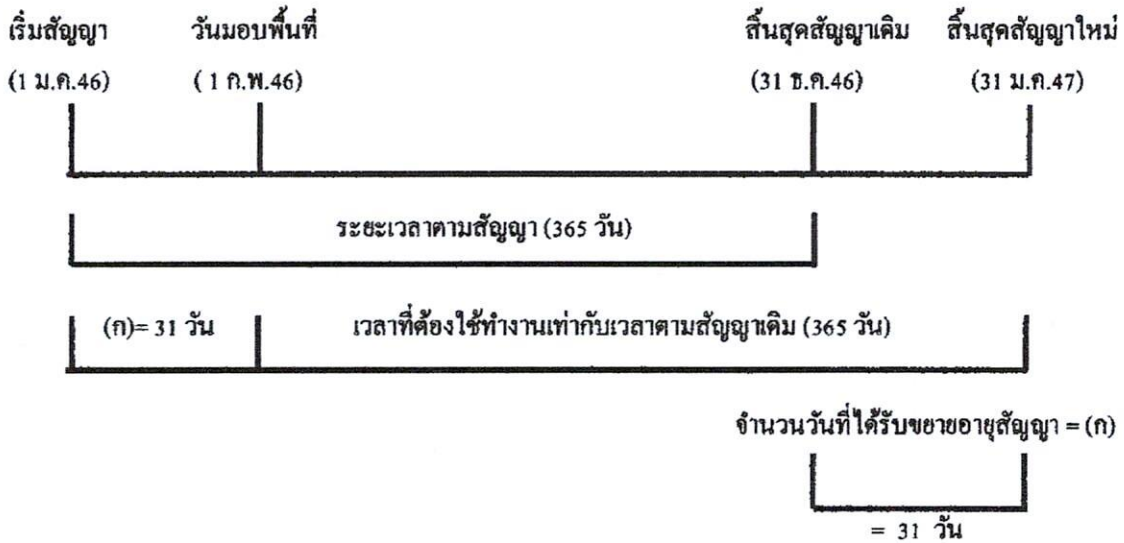 เริ่มสัญญา วันมอบพื้นที่ สิ้นสุดสัญญาเดิม สิ้นสุดสัญญาใหม่
(1 ม.ค.46) ( 1 ก.พ.46) (31 ธ.ค.46) (31 ม.ค.47)
ระยะเวลาตามสัญญา (365 วัน)
(ก)= 31 วัน เวลาที่ต้องใช้ทำงานเท่ากับเวลาตามสัญญาเดิม (365 วัน)
จำนวนวันที่ได้รับขยายอายุสัญญา = (ก)
= 31 วัน